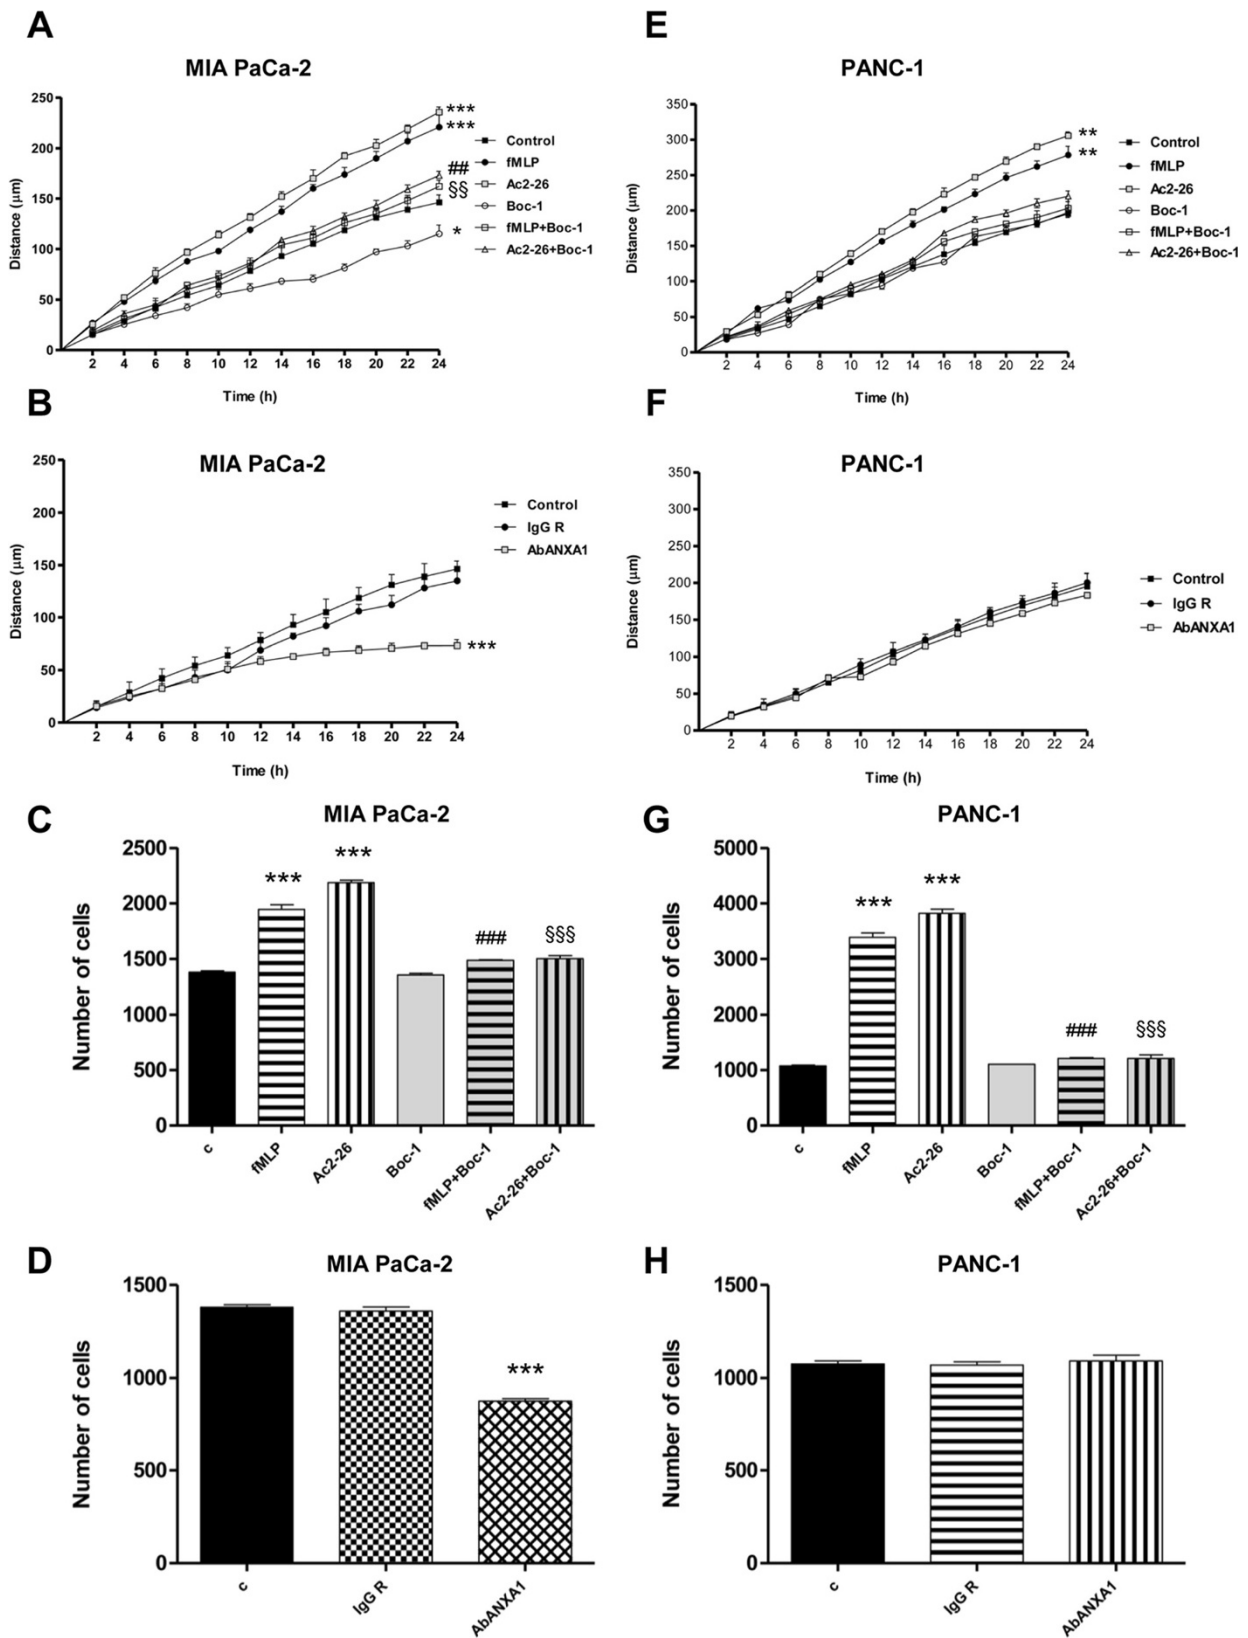 A
MIA PaCa-2
250
200
150
100
50
0
Distance (µm)
2 4 6 8 10 12 14 16 18 20 22 24
Time (h)
***
***
##
§§
*
Control
fMLP
Ac2-26
Boc-1
fMLP+Boc-1
Ac2-26+Boc-1
E
PANC-1
350
300
250
200
150
100
50
0
Distance (µm)
2 4 6 8 10 12 14 16 18 20 22 24
Time (h)
**
**
Control
fMLP
Ac2-26
Boc-1
fMLP+Boc-1
Ac2-26+Boc-1
B
MIA PaCa-2
250
200
150
100
50
0
Distance (µm)
2 4 6 8 10 12 14 16 18 20 22 24
Time (h)
***
Control
IgG R
AbANXA1
F
PANC-1
350
300
250
200
150
100
50
0
Distance (µm)
2 4 6 8 10 12 14 16 18 20 22 24
Time (h)
Control
IgG R
AbANXA1
C
MIA PaCa-2
2500
2000
1500
1000
500
0
Number of cells
***
***
###
§§§
c
fMLP
Ac2-26
Boc-1
fMLP+Boc-1
Ac2-26+Boc-1
G
PANC-1
5000
4000
3000
2000
1000
0
Number of cells
***
***
###
§§§
c
fMLP
Ac2-26
Boc-1
fMLP+Boc-1
Ac2-26+Boc-1
D
MIA PaCa-2
1500
1000
500
0
Number of cells
***
c
IgG R
AbANXA1
H
PANC-1
1500
1000
500
0
Number of cells
c
IgG R
AbANXA1